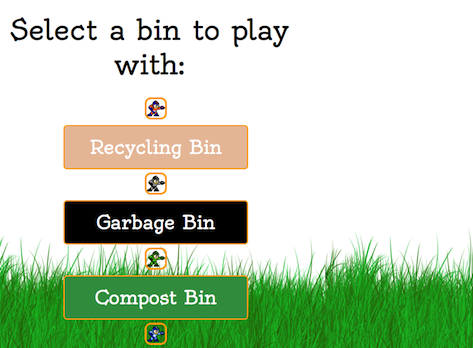 Select a bin to play
with:
Recycling Bin
Garbage Bin
Compost Bin